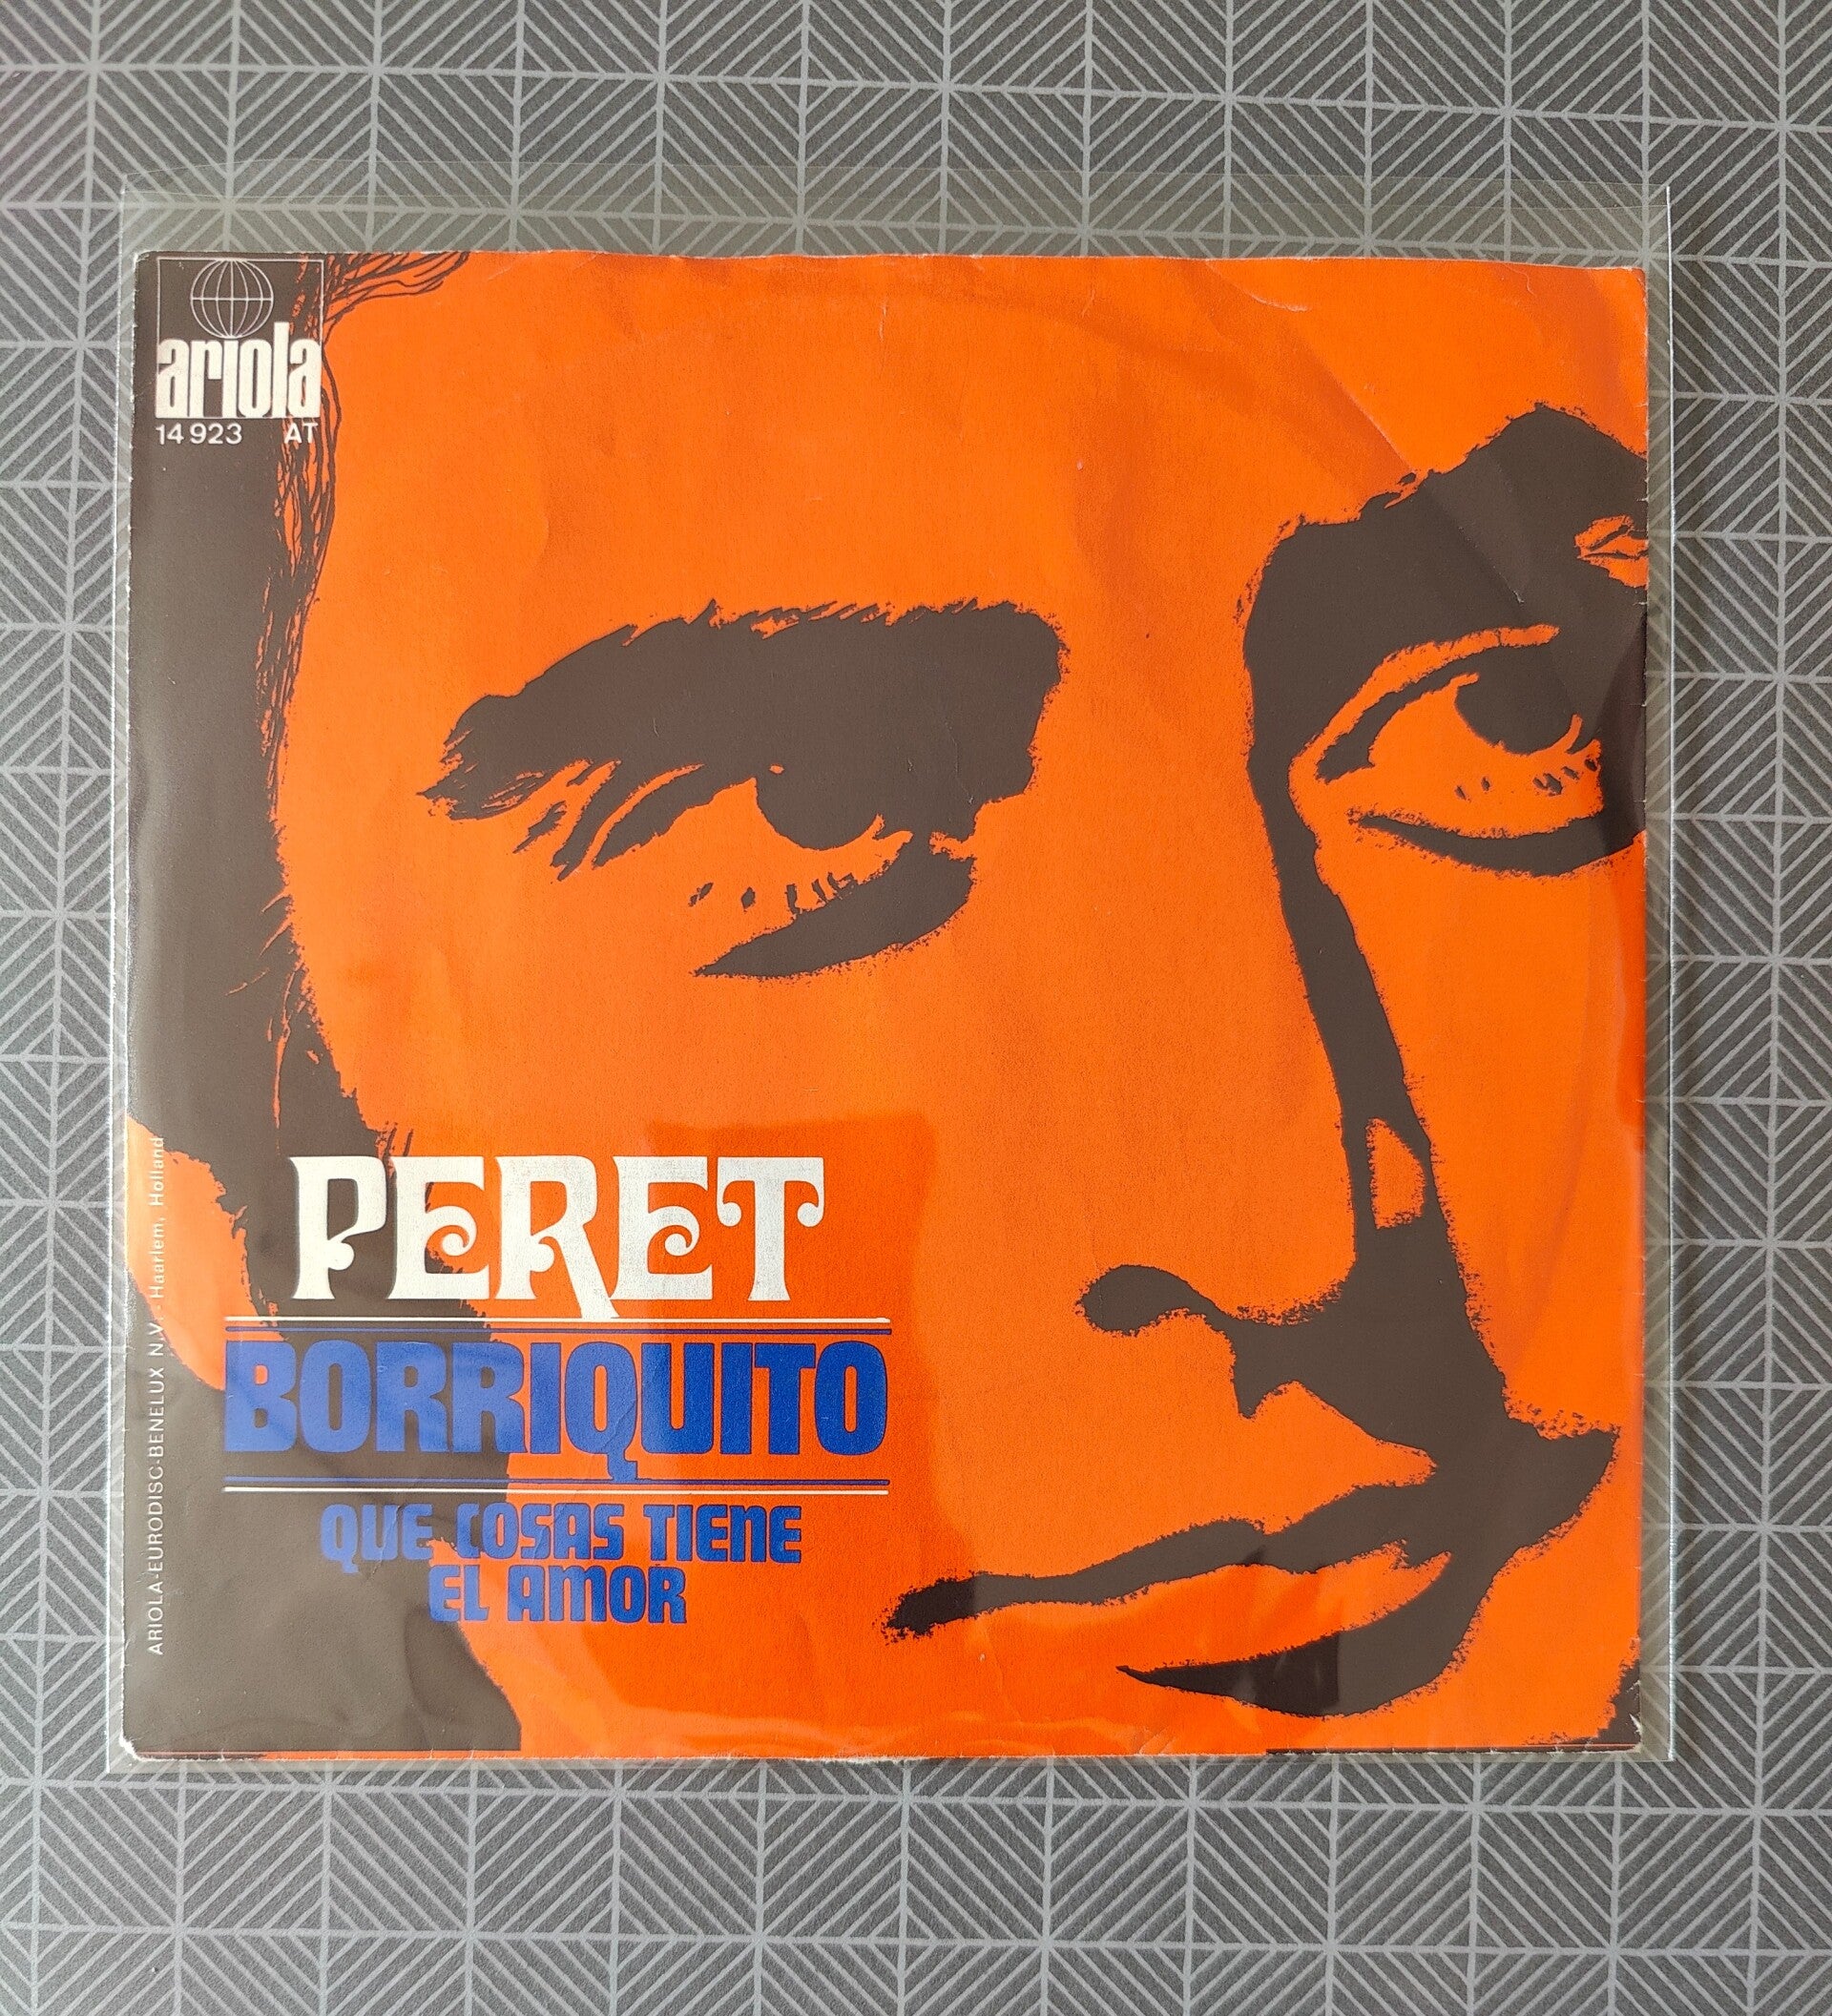 ariola
14 923 AT
PERET
BORRIQUITO
QUE COSAS TIENE
EL AMOR
ARIOLA-EURODISC-BENELUX N.V. - Haarlem, Holland